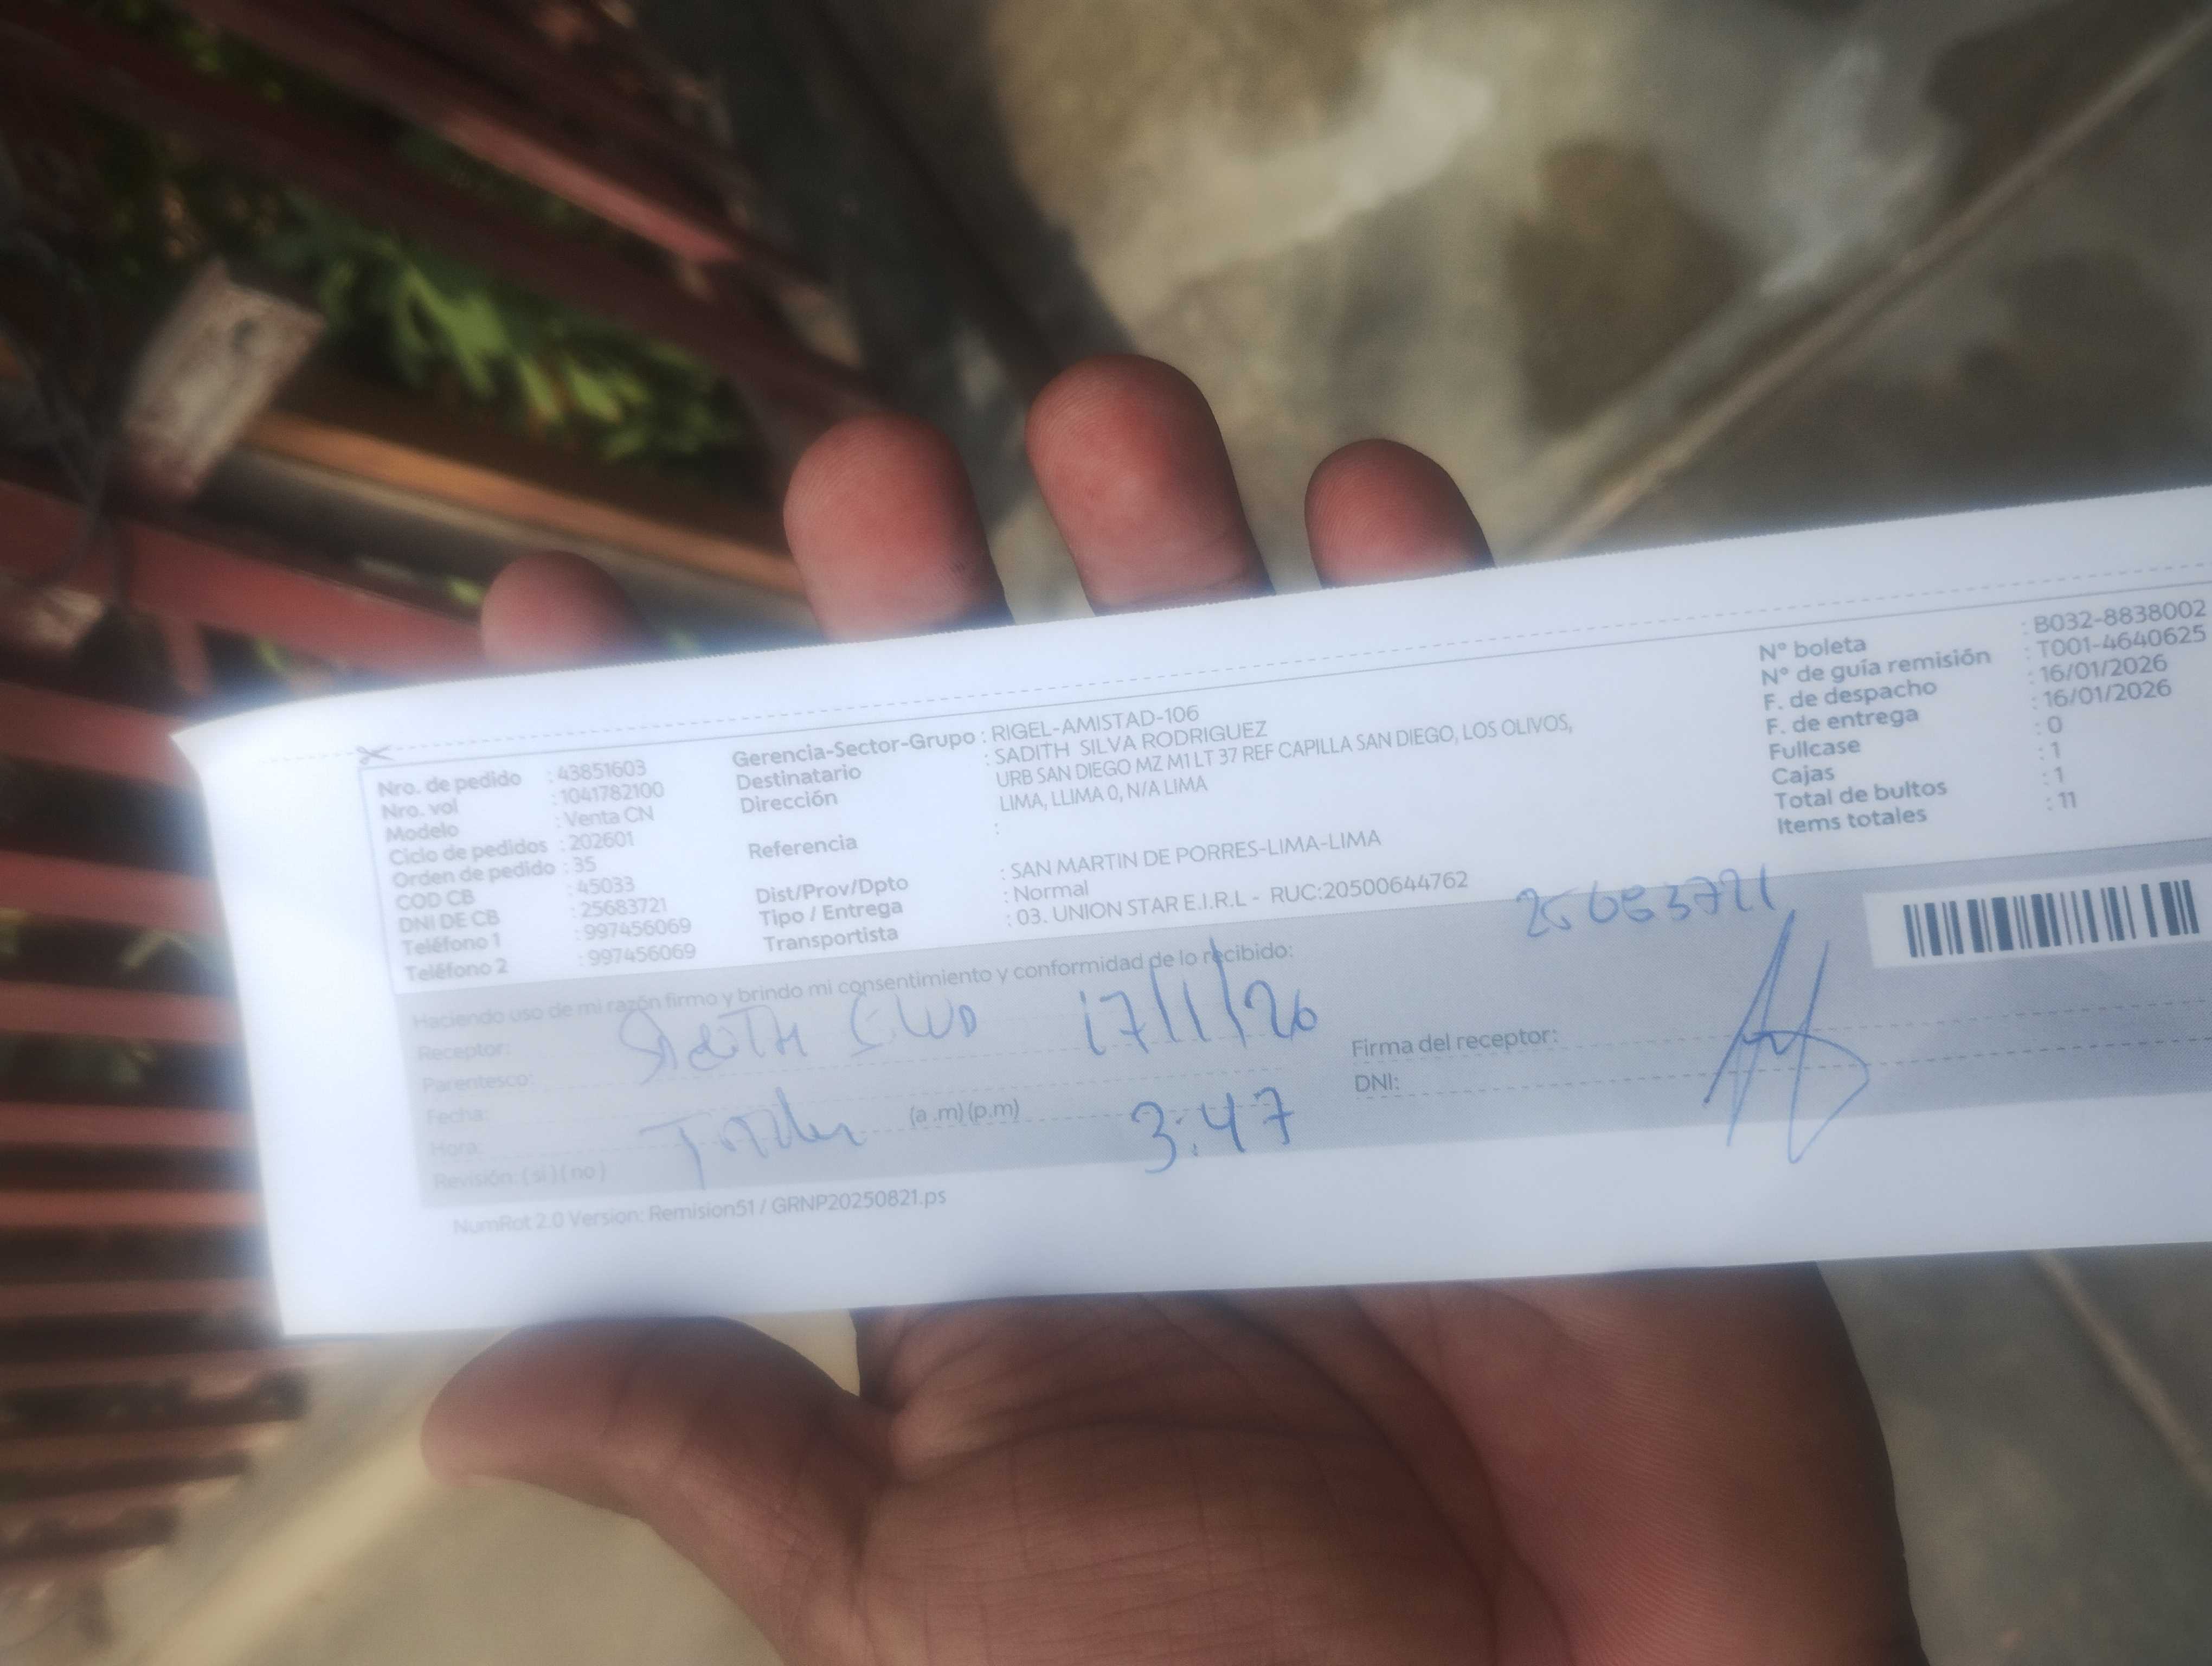 Nro. de pedido : 43851603
Nro. vol : 1041782100
Modelo : Venta CN
Ciclo de pedidos : 202601
Orden de pedido : 35
COD CB : 45033
DNI DE CB : 25683721
Teléfono 1 : 997456069
Teléfono 2 : 997456069
Gerencia-Sector-Grupo : RIGEL-AMISTAD-106
Destinatario : SADITH SILVA RODRIGUEZ
Dirección URB SAN DIEGO MZ M1 LT 37 REF CAPILLA SAN DIEGO, LOS OLIVOS,
LIMA, LLIMA 0, N/A LIMA
Referencia :
Dist/Prov/Dpto : SAN MARTIN DE PORRES-LIMA-LIMA
Tipo / Entrega : Normal
Transportista : 03. UNION STAR E.I.R.L - RUC:20500644762
N° boleta : B032-8838002
N° de guía remisión : T001-4640625
F. de despacho : 16/01/2026
F. de entrega : 16/01/2026
Fullcase : 0
Cajas : 1
Total de bultos : 1
Items totales : 11
Haciendo uso de mi razón firmo y brindo mi consentimiento y conformidad de lo recibido:
25683721
Receptor:
17/1/26
Parentesco:
Fecha:
Hora: (a .m) (p.m) 3:47
Revisión: ( si ) ( no )
Firma del receptor:
DNI:
NumRot 2.0 Version: Remision51 / GRNP20250821.ps